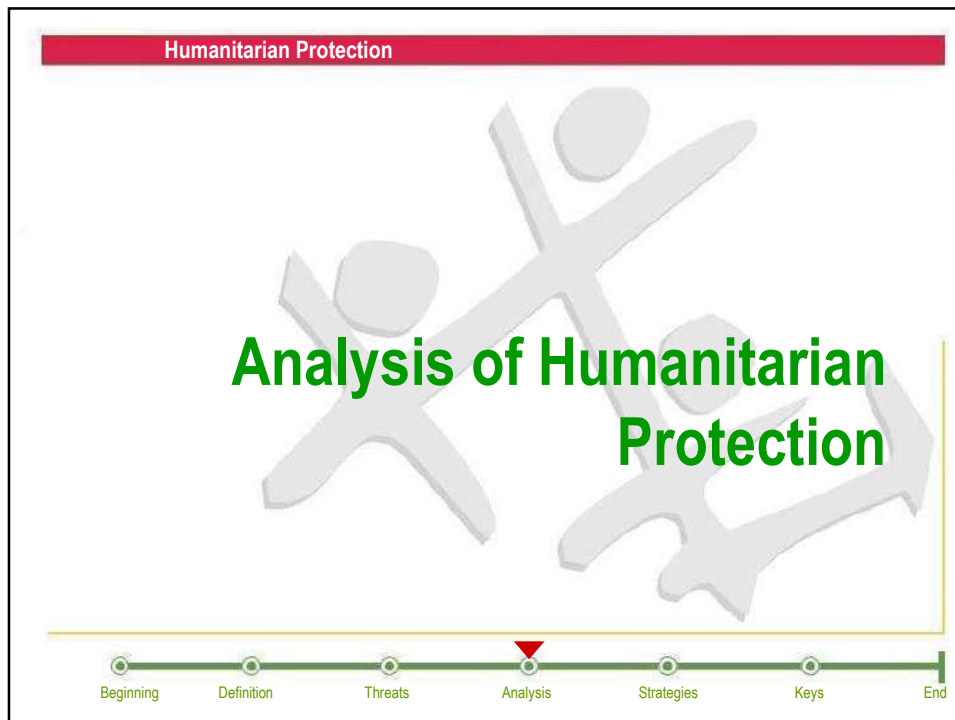 Humanitarian Protection
Analysis of Humanitarian
Protection
Beginning Definition Threats Analysis Strategies Keys End